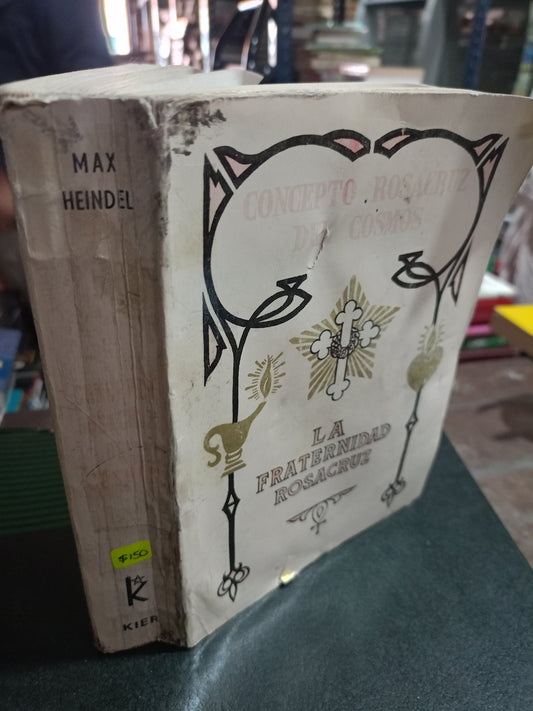 MAX
HEINDEL
$150
K
KIER
CONCEPTO ROSACRUZ
DEL COSMOS
LA
FRATERNIDAD
ROSACRUZ